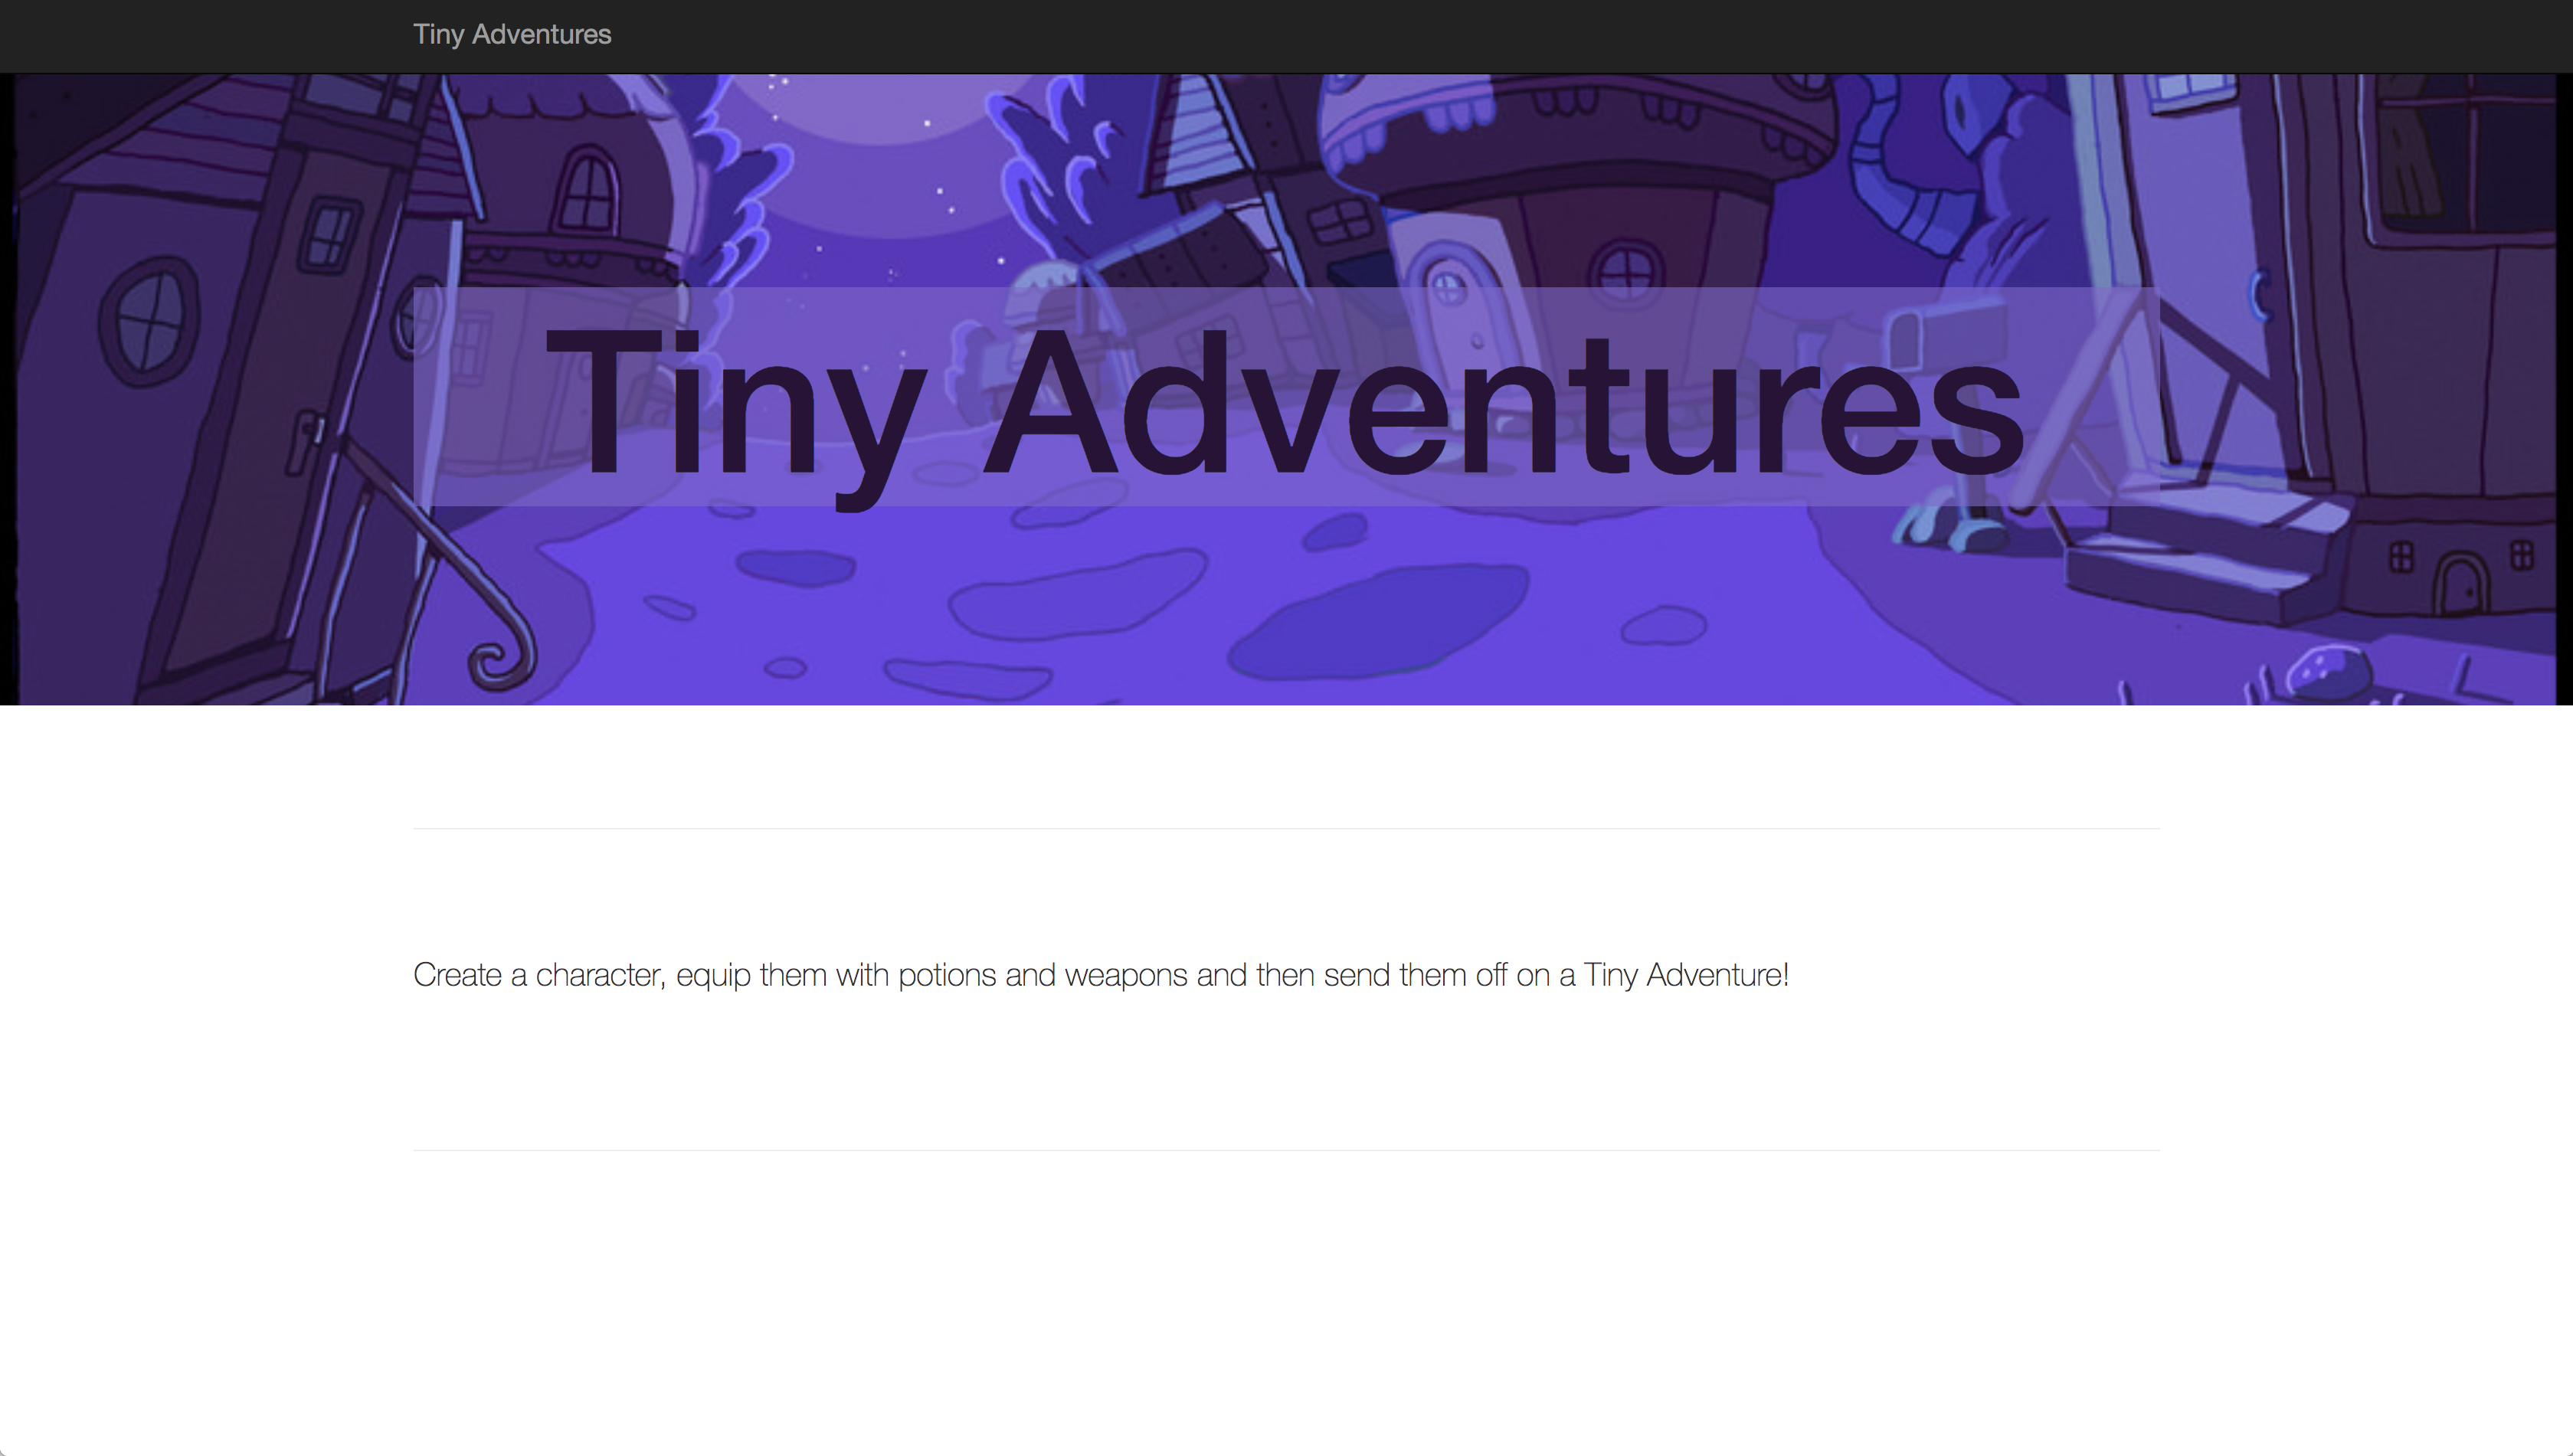 Tiny Adventures
Tiny Adventures
Create a character, equip them with potions and weapons and then send them off on a Tiny Adventure!